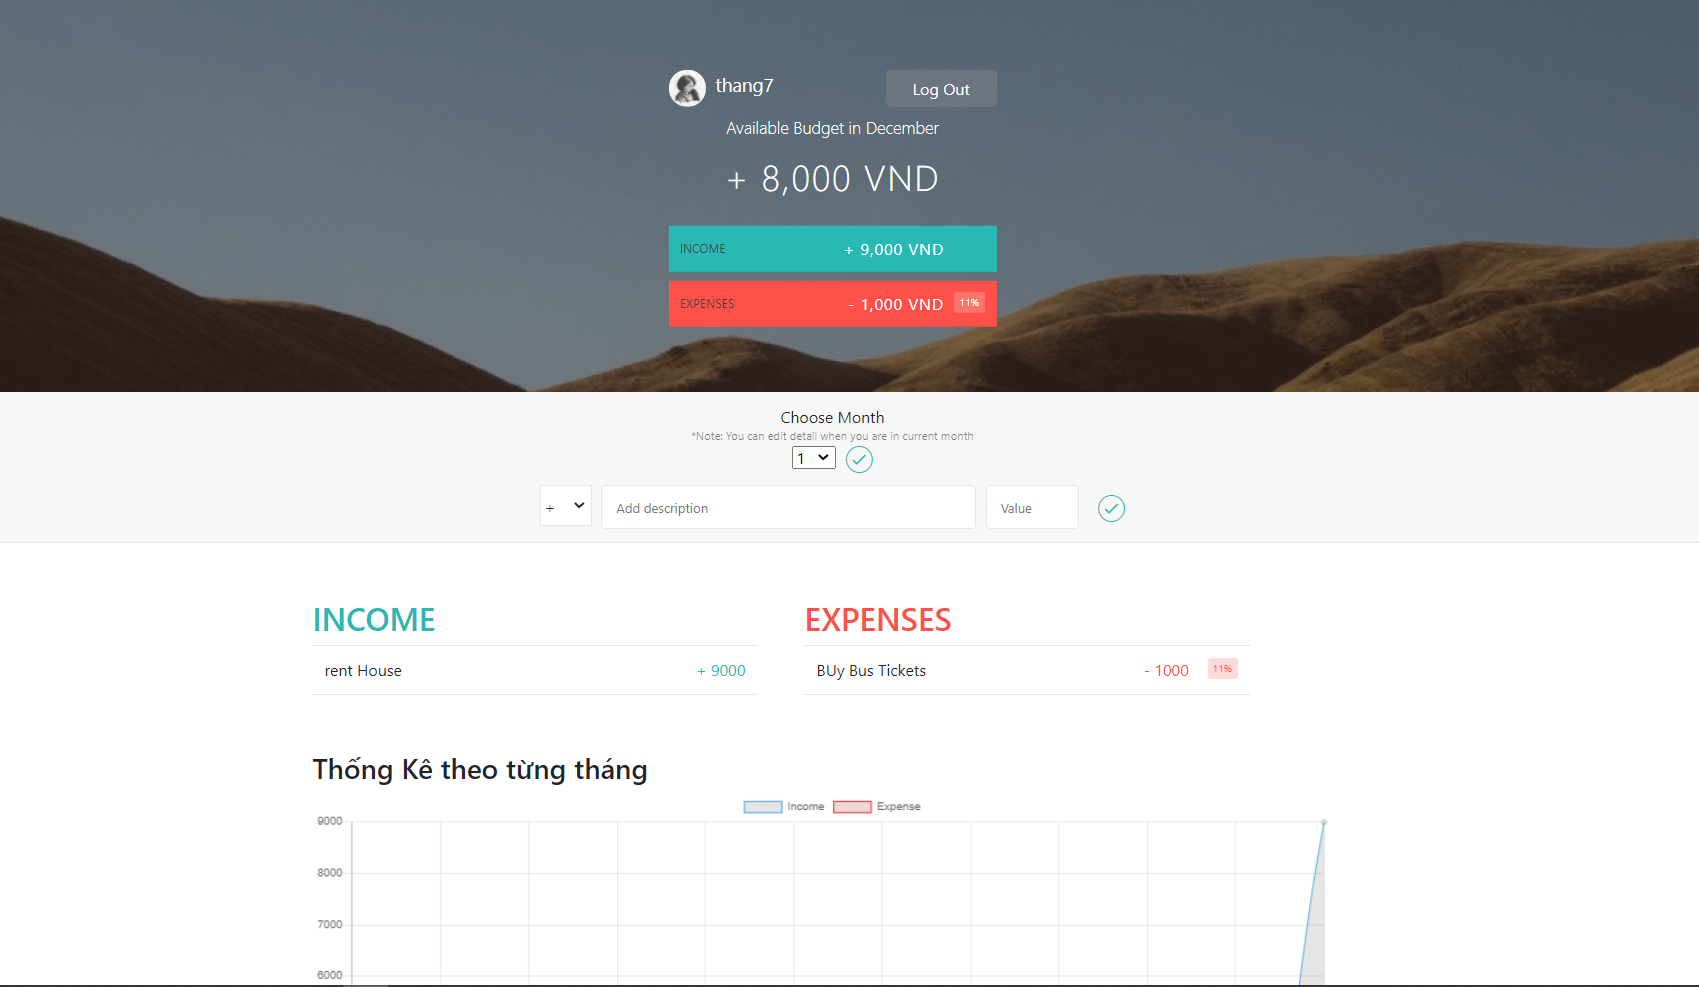 thang7
Log Out
Available Budget in December
+ 8,000 VND
INCOME + 9,000 VND
EXPENSES - 1,000 VND 11%
Choose Month
*Note: You can edit detail when you are in current month
1
+ Add description Value
INCOME
rent House + 9000
EXPENSES
BUy Bus Tickets - 1000 11%
Thống Kê theo từng tháng
Income Expense
9000
8000
7000
6000